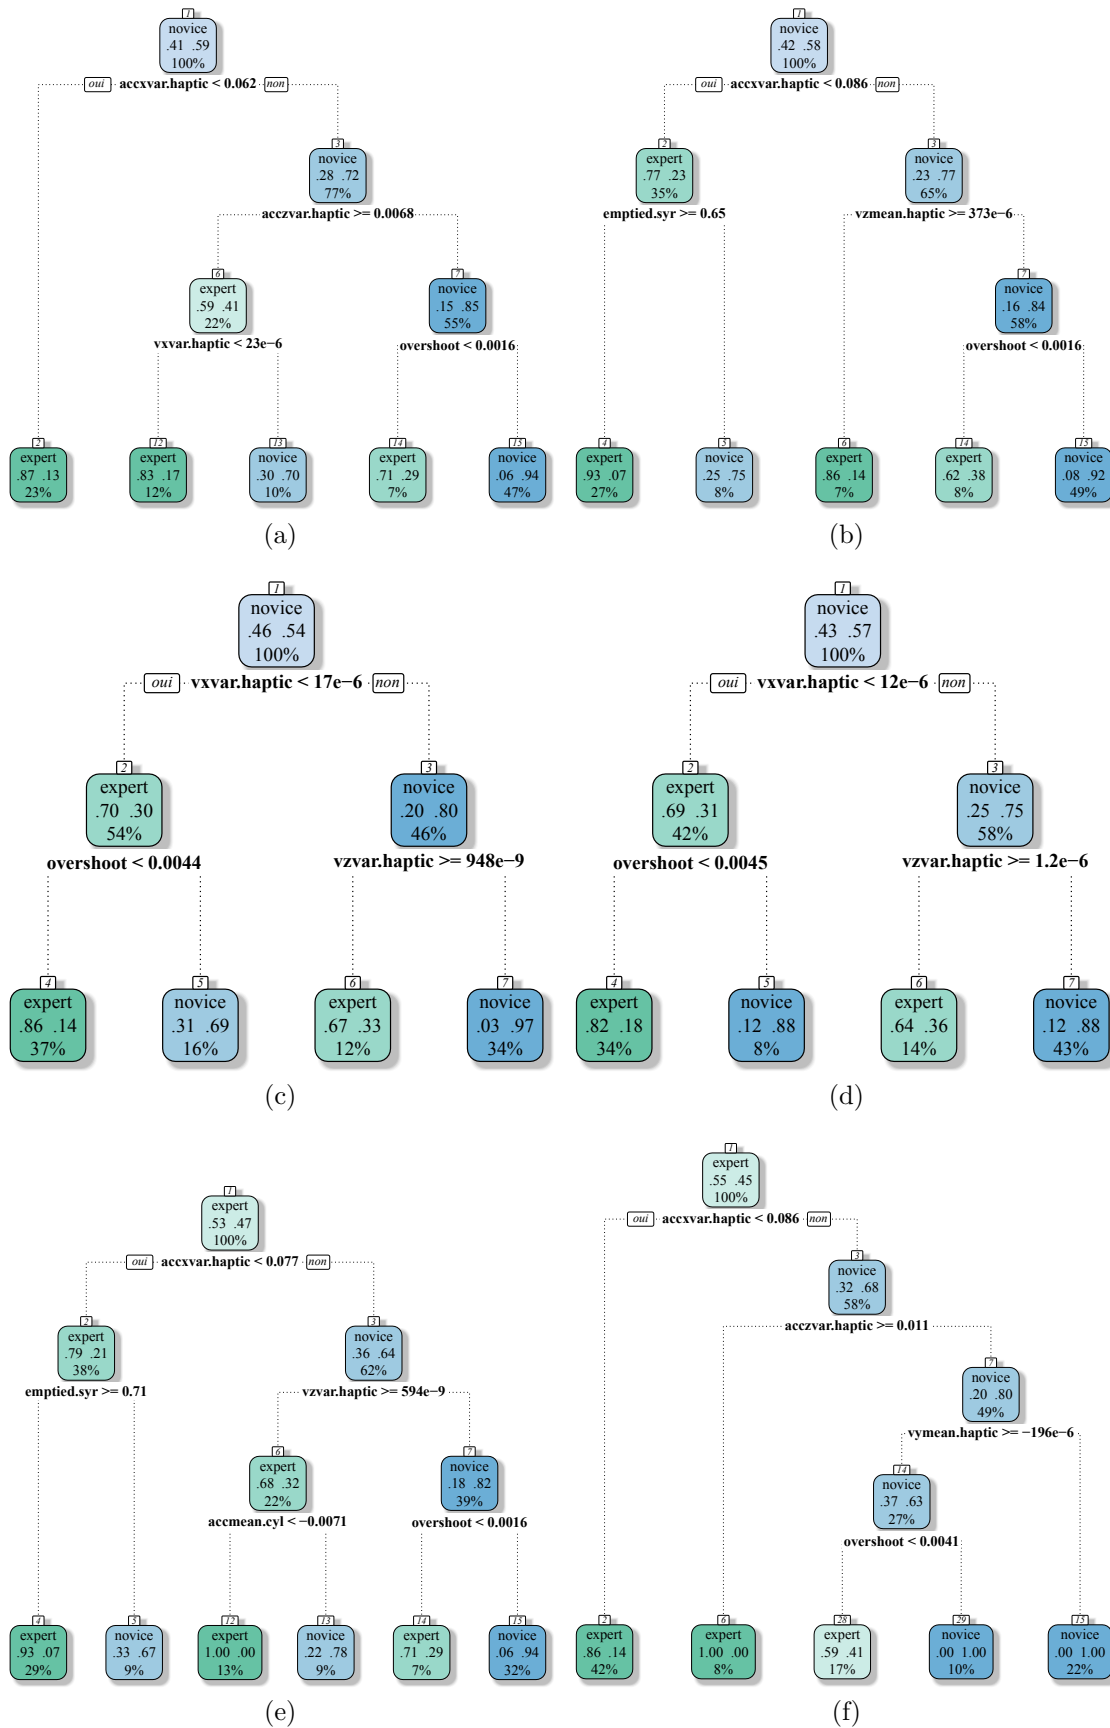 1
novice
.41 .59
100%
oui accxvar.haptic < 0.062 non
3
novice
.28 .72
77%
acczvar.haptic >= 0.0068
6
expert
.59 .41
22%
vxvar.haptic < 23e-6
7
novice
.15 .85
55%
overshoot < 0.0016
2
expert
.87 .13
23%
12
expert
.83 .17
12%
13
novice
.30 .70
10%
14
expert
.71 .29
7%
15
novice
.06 .94
47%
(a)
1
novice
.42 .58
100%
oui accxvar.haptic < 0.086 non
2
expert
.77 .23
35%
emptied.syr >= 0.65
3
novice
.23 .77
65%
vzmean.haptic >= 373e-6
7
novice
.16 .84
58%
overshoot < 0.0016
4
expert
.93 .07
27%
5
novice
.25 .75
8%
6
expert
.86 .14
7%
14
expert
.62 .38
8%
15
novice
.08 .92
49%
(b)
1
novice
.46 .54
100%
oui vxvar.haptic < 17e−6 non
2
expert
.70 .30
54%
overshoot < 0.0044
3
novice
.20 .80
46%
vzvar.haptic >= 948e−9
4
expert
.86 .14
37%
5
novice
.31 .69
16%
6
expert
.67 .33
12%
7
novice
.03 .97
34%
(c)
1
novice
.43 .57
100%
oui vxvar.haptic < 12e−6 non
2
expert
.69 .31
42%
overshoot < 0.0045
3
novice
.25 .75
58%
vzvar.haptic >= 1.2e−6
4
expert
.82 .18
34%
5
novice
.12 .88
8%
6
expert
.64 .36
14%
7
novice
.12 .88
43%
(d)
1
expert
.53 .47
100%
oui accxvar.haptic < 0.077 non
2
expert
.79 .21
38%
emptied.syr >= 0.71
3
novice
.36 .64
62%
vzvar.haptic >= 594e−9
6
expert
.68 .32
22%
accmean.cyl < −0.0071
7
novice
.18 .82
39%
overshoot < 0.0016
4
expert
.93 .07
29%
5
novice
.33 .67
9%
12
expert
1.00 .00
13%
13
novice
.22 .78
9%
14
expert
.71 .29
7%
15
novice
.06 .94
32%
(e)
1
expert
.55 .45
100%
oui accxvar.haptic < 0.086 non
3
novice
.32 .68
58%
acczvar.haptic >= 0.011
7
novice
.20 .80
49%
vymean.haptic >= −196e−6
14
novice
.37 .63
27%
overshoot < 0.0041
2
expert
.86 .14
42%
6
expert
1.00 .00
8%
28
expert
.59 .41
17%
29
novice
.00 1.00
10%
15
novice
.00 1.00
22%
(f)